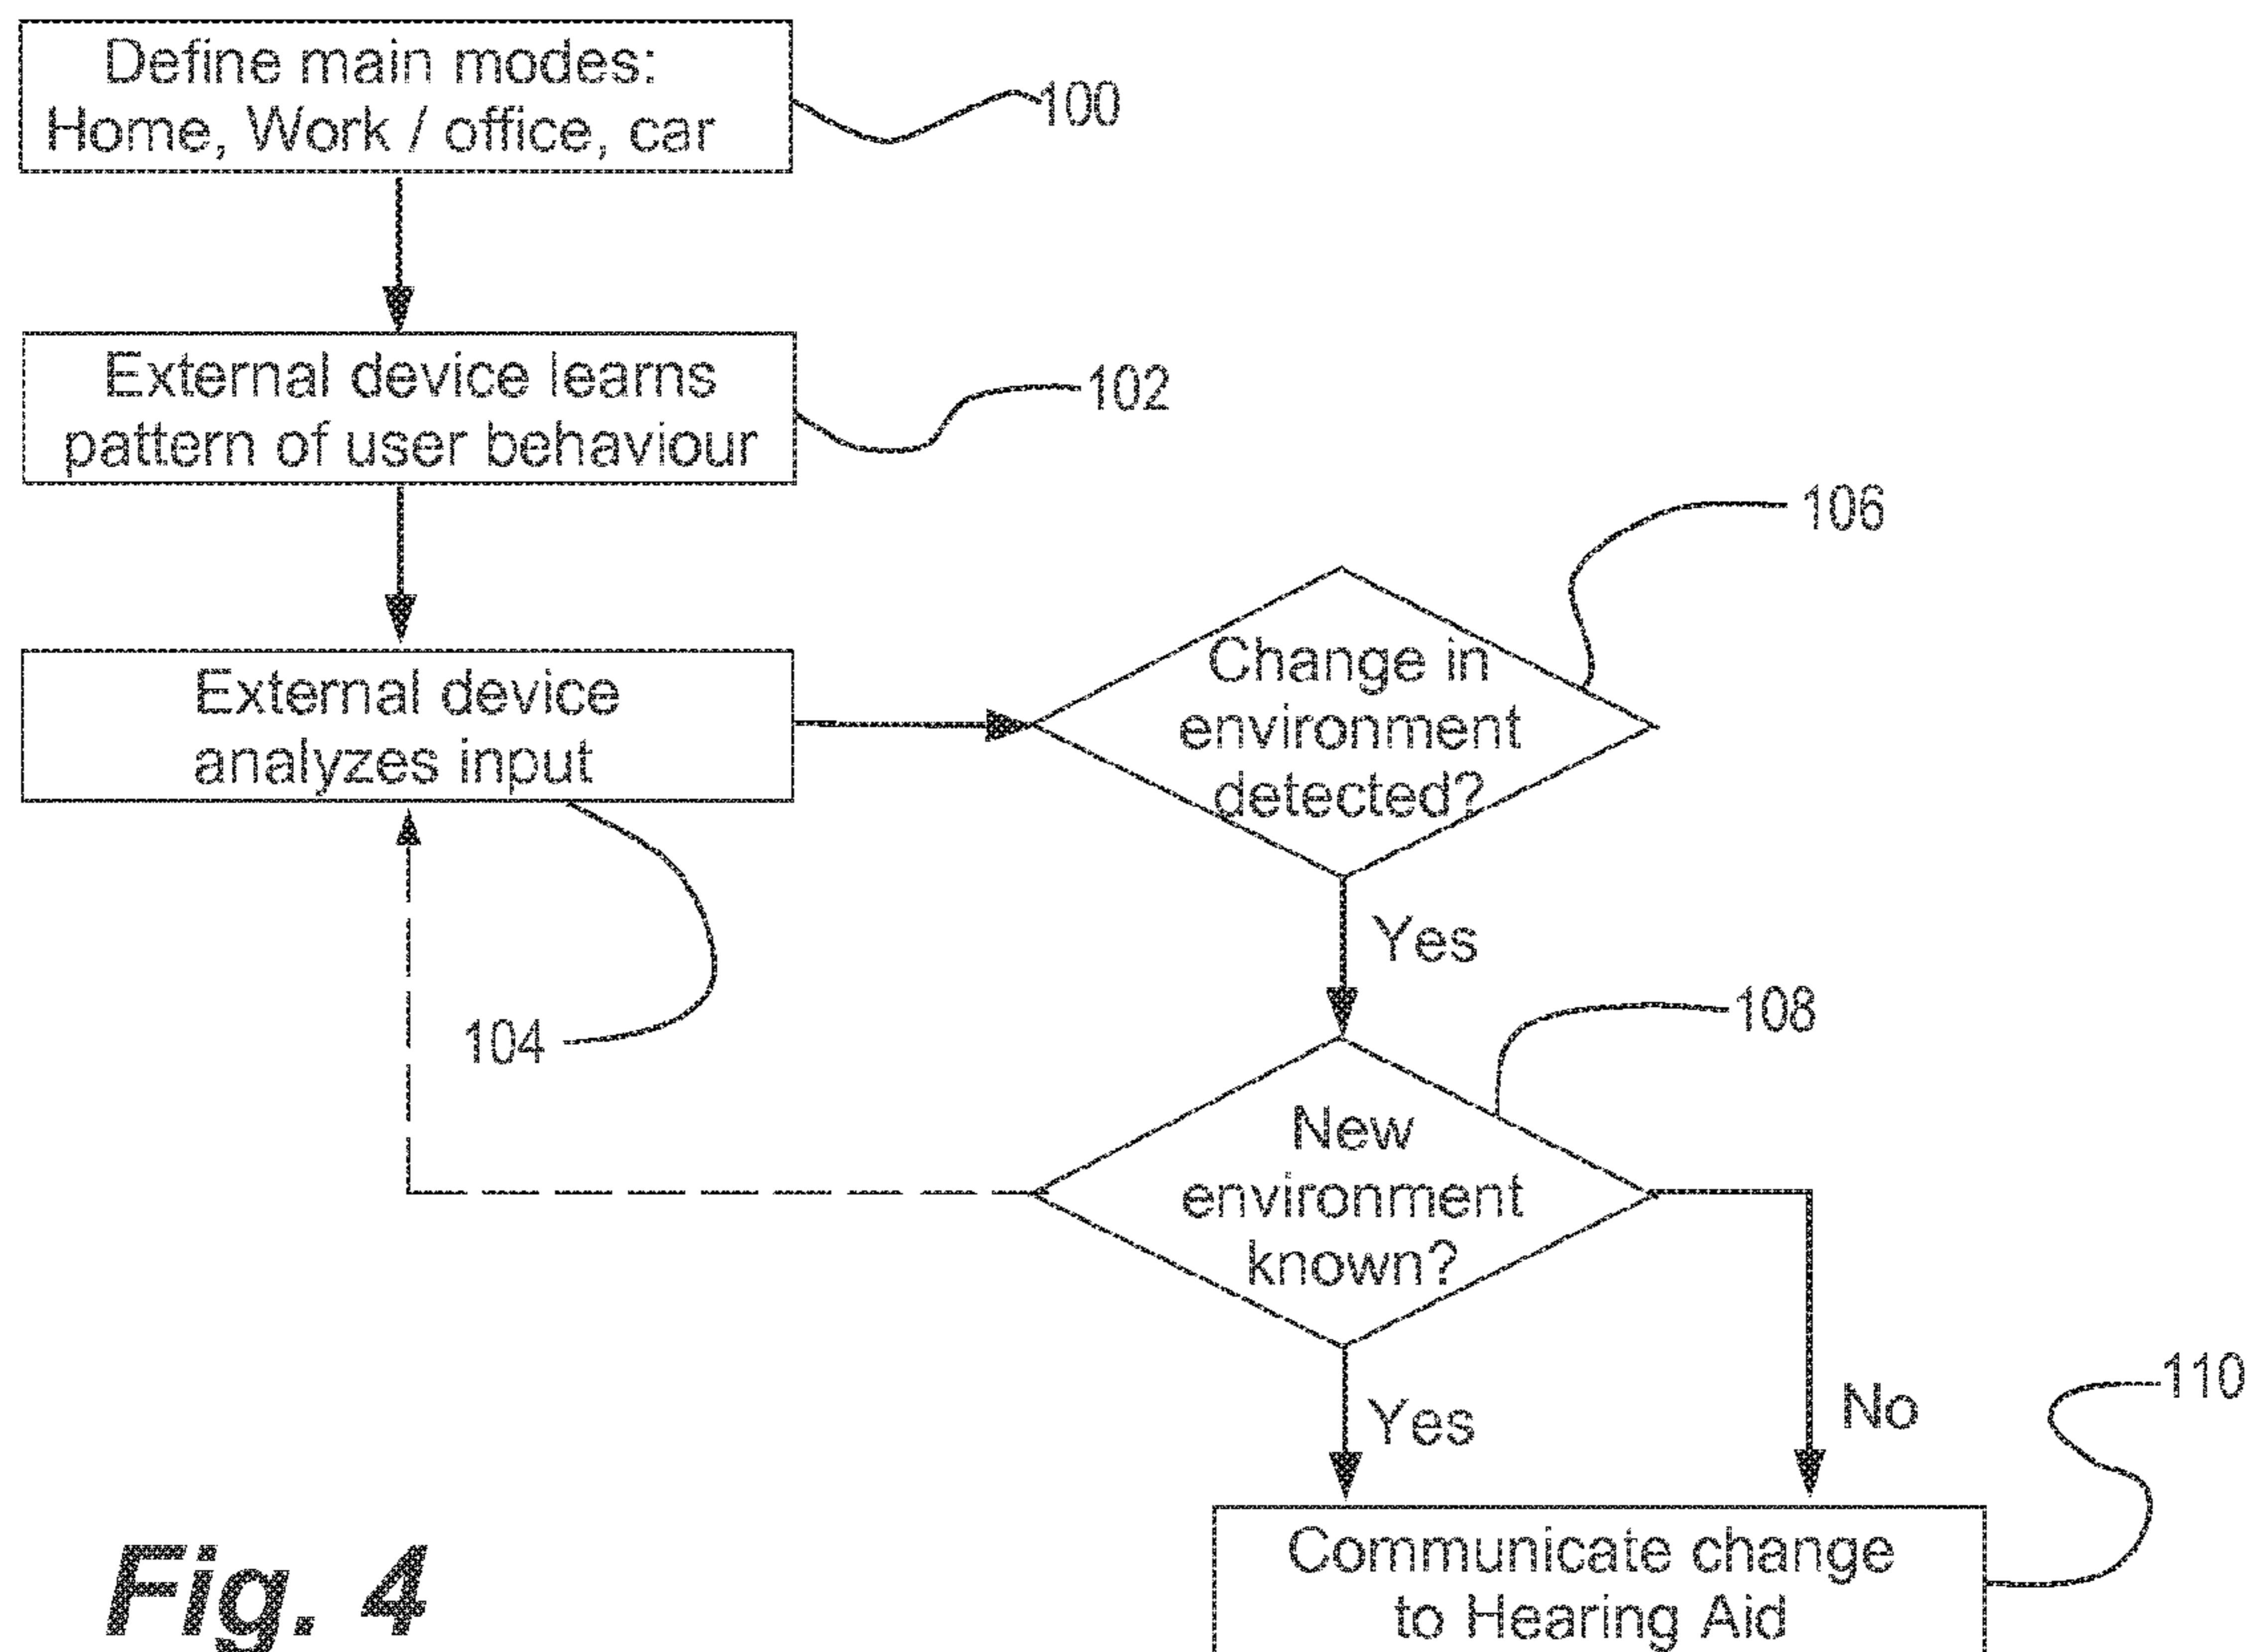 Define main modes:
Home, Work / office, car
100
External device learns
pattern of user behaviour
102
106
External device
analyzes input
Change in
environment
detected?
Yes
104
108
New
environment
known?
Yes
No
110
Communicate change
to Hearing Aid
Fig. 4